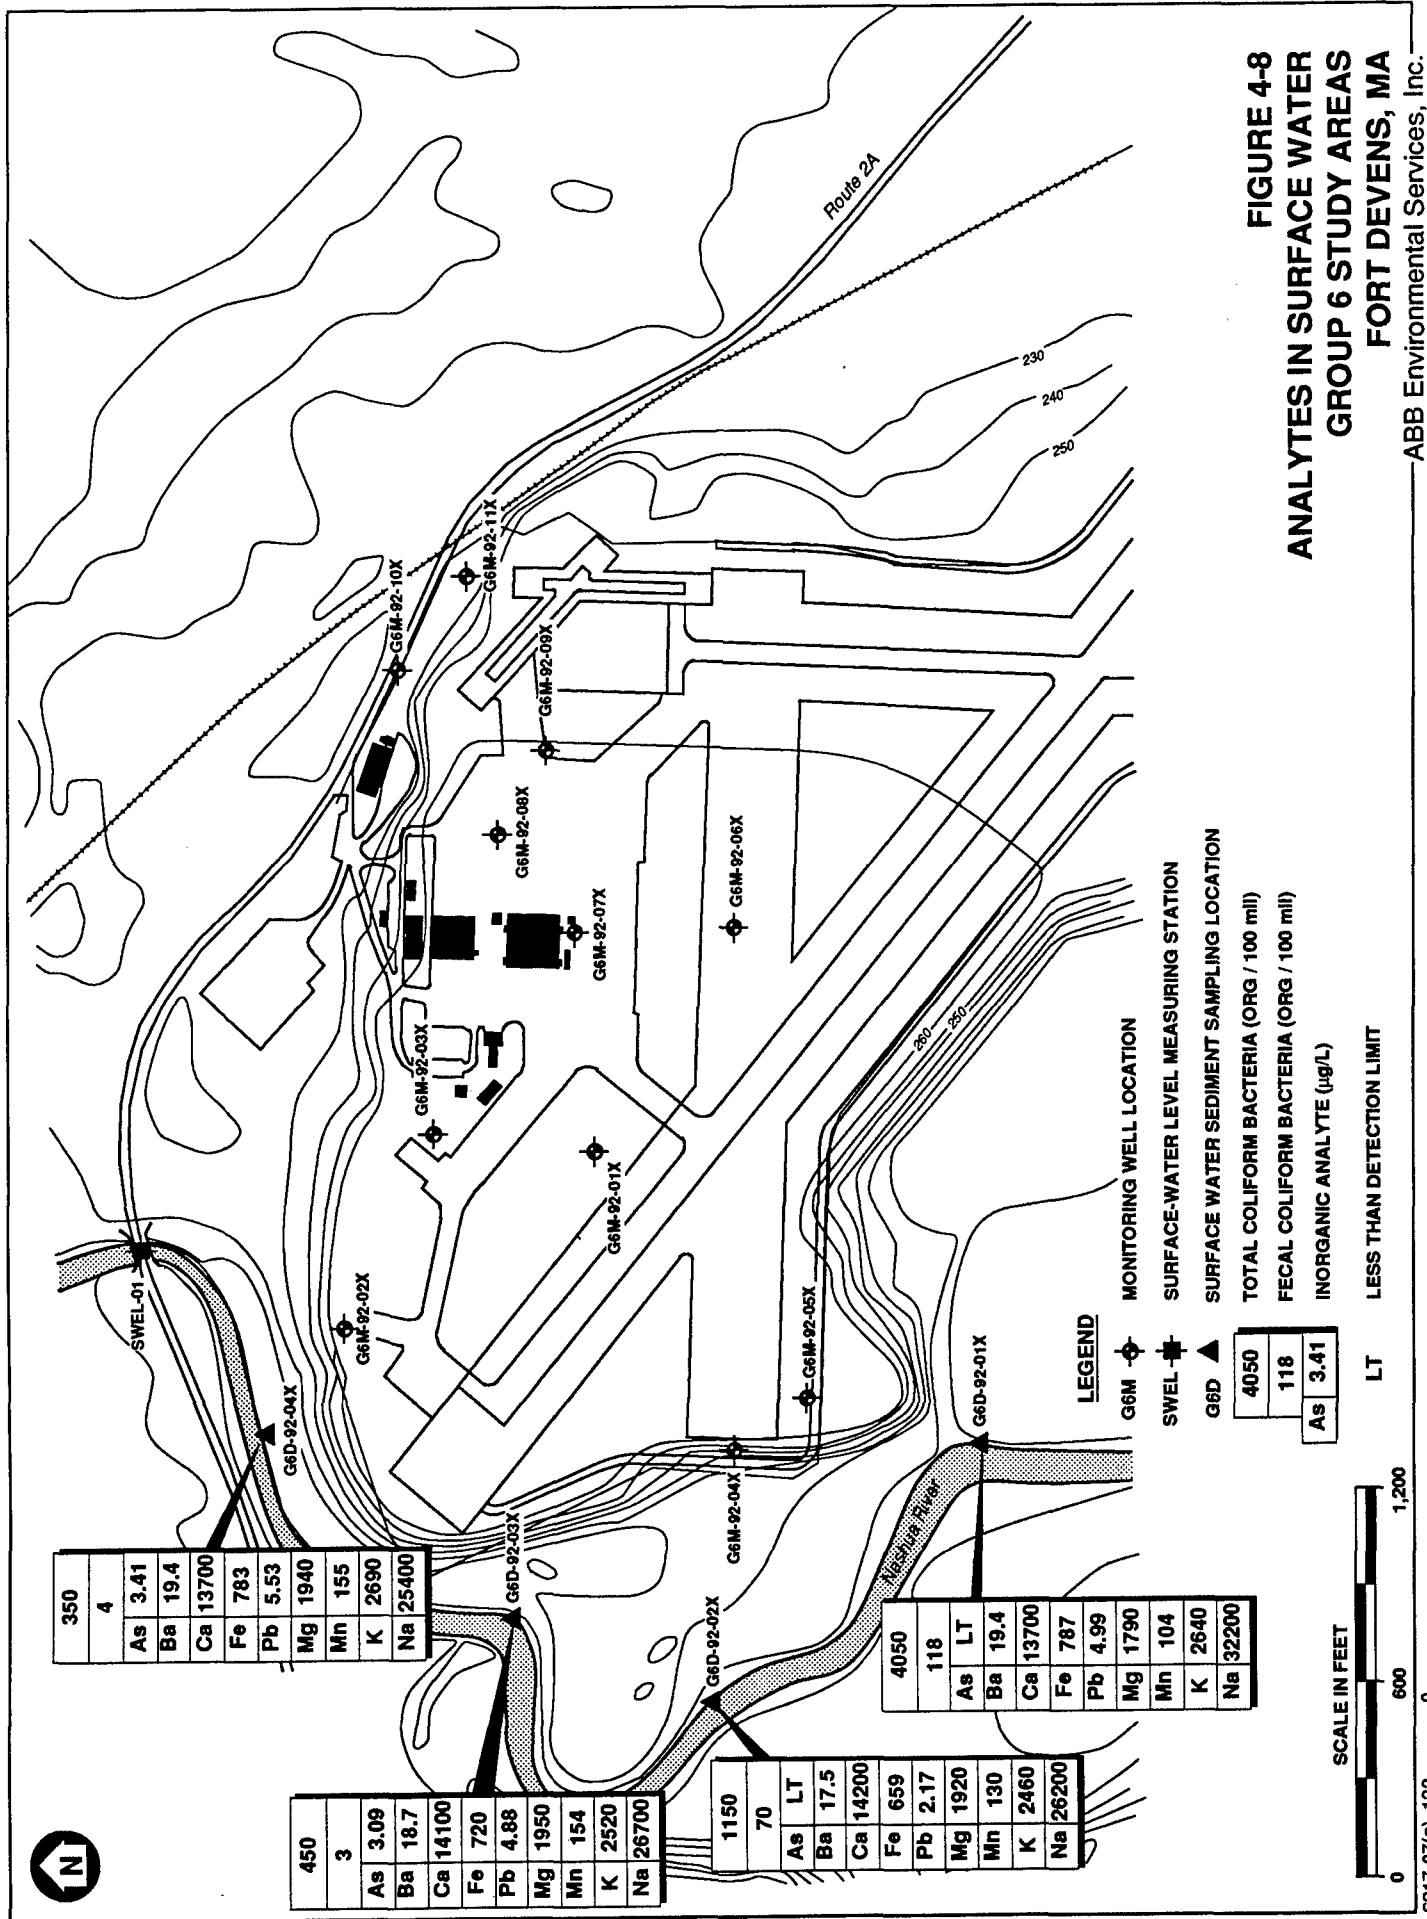 FIGURE 4-8
ANALYTES IN SURFACE WATER
GROUP 6 STUDY AREAS
FORT DEVENS, MA
ABB Environmental Services, Inc.
N
Route 2A
230
240
250
G6M-92-11X
G6M-92-10X
G6M-92-09X
G6M-92-08X
G6M-92-07X
G6M-92-06X
G6M-92-03X
G6M-92-01X
G6M-92-02X
G6M-92-05X
G6M-92-04X
260
250
SWEL-01
G6D-92-04X
G6D-92-03X
G6D-92-02X
G6D-92-01X
Nashua River
350
4
As 3.41
Ba 19.4
Ca 13700
Fe 783
Pb 5.53
Mg 1940
Mn 155
K 2690
Na 25400
450
3
As 3.09
Ba 18.7
Ca 14100
Fe 720
Pb 4.88
Mg 1950
Mn 154
K 2520
Na 26700
1150
70
As LT
Ba 17.5
Ca 14200
Fe 659
Pb 2.17
Mg 1920
Mn 130
K 2460
Na 26200
4050
118
As LT
Ba 19.4
Ca 13700
Fe 787
Pb 4.99
Mg 1790
Mn 104
K 2640
Na 32200
LEGEND
G6M MONITORING WELL LOCATION
SWEL SURFACE-WATER LEVEL MEASURING STATION
G6D SURFACE WATER SEDIMENT SAMPLING LOCATION
4050 TOTAL COLIFORM BACTERIA (ORG / 100 mil)
118 FECAL COLIFORM BACTERIA (ORG / 100 mil)
As 3.41 INORGANIC ANALYTE (µg/L)
LT LESS THAN DETECTION LIMIT
SCALE IN FEET
0 600 1,200